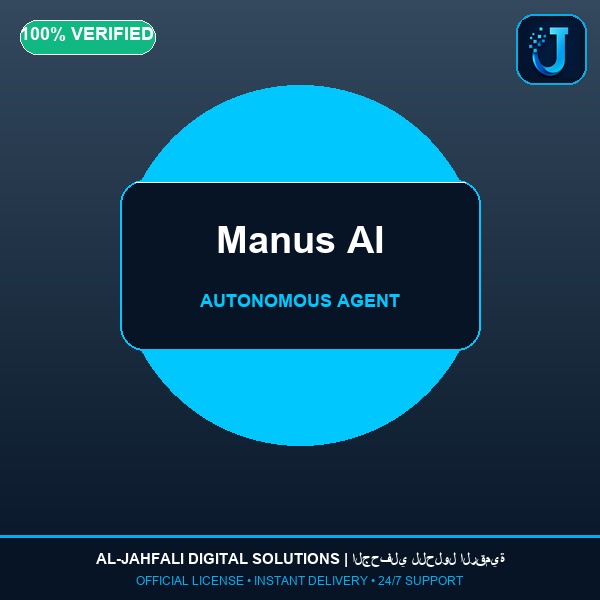 100% VERIFIED
J
Manus AI
AUTONOMOUS AGENT
AL-JAHFALI DIGITAL SOLUTIONS | الجحفلي للحلول الرقمية
OFFICIAL LICENSE • INSTANT DELIVERY • 24/7 SUPPORT